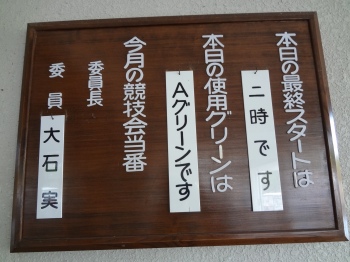 本日の最終スタートは
二時です
本日の使用グリーンは
Aグリーンです
今月の競技会当番
委員長
委員 大石実